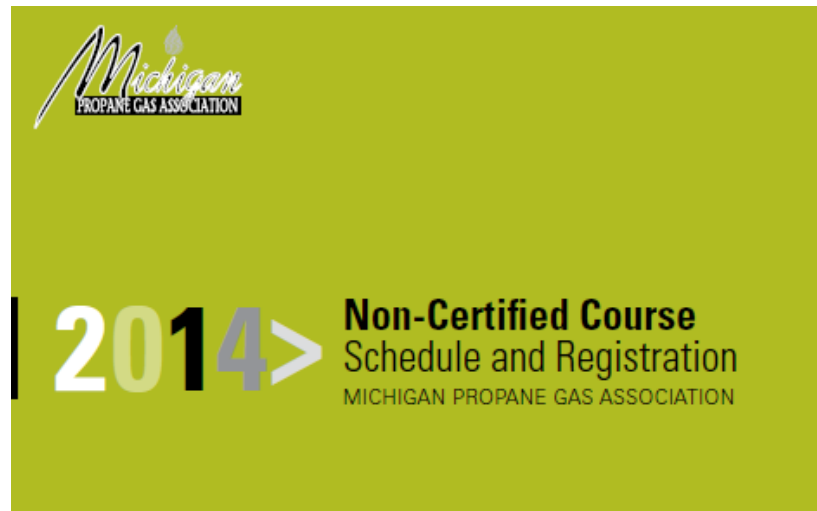 Michigan
PROPANE GAS ASSOCIATION
2014>
Non-Certified Course
Schedule and Registration
MICHIGAN PROPANE GAS ASSOCIATION